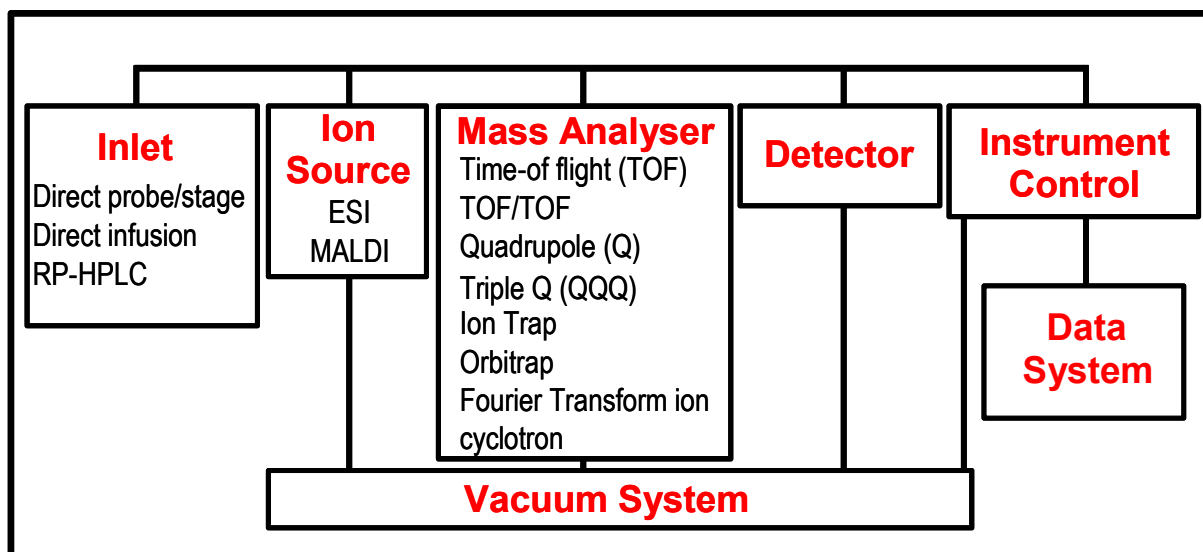 Inlet
Direct probe/stage
Direct infusion
RP-HPLC
Ion
Source
ESI
MALDI
Mass Analyser
Time-of flight (TOF)
TOF/TOF
Quadrupole (Q)
Triple Q (QQQ)
Ion Trap
Orbitrap
Fourier Transform ion
cyclotron
Detector
Instrument
Control
Data
System
Vacuum System